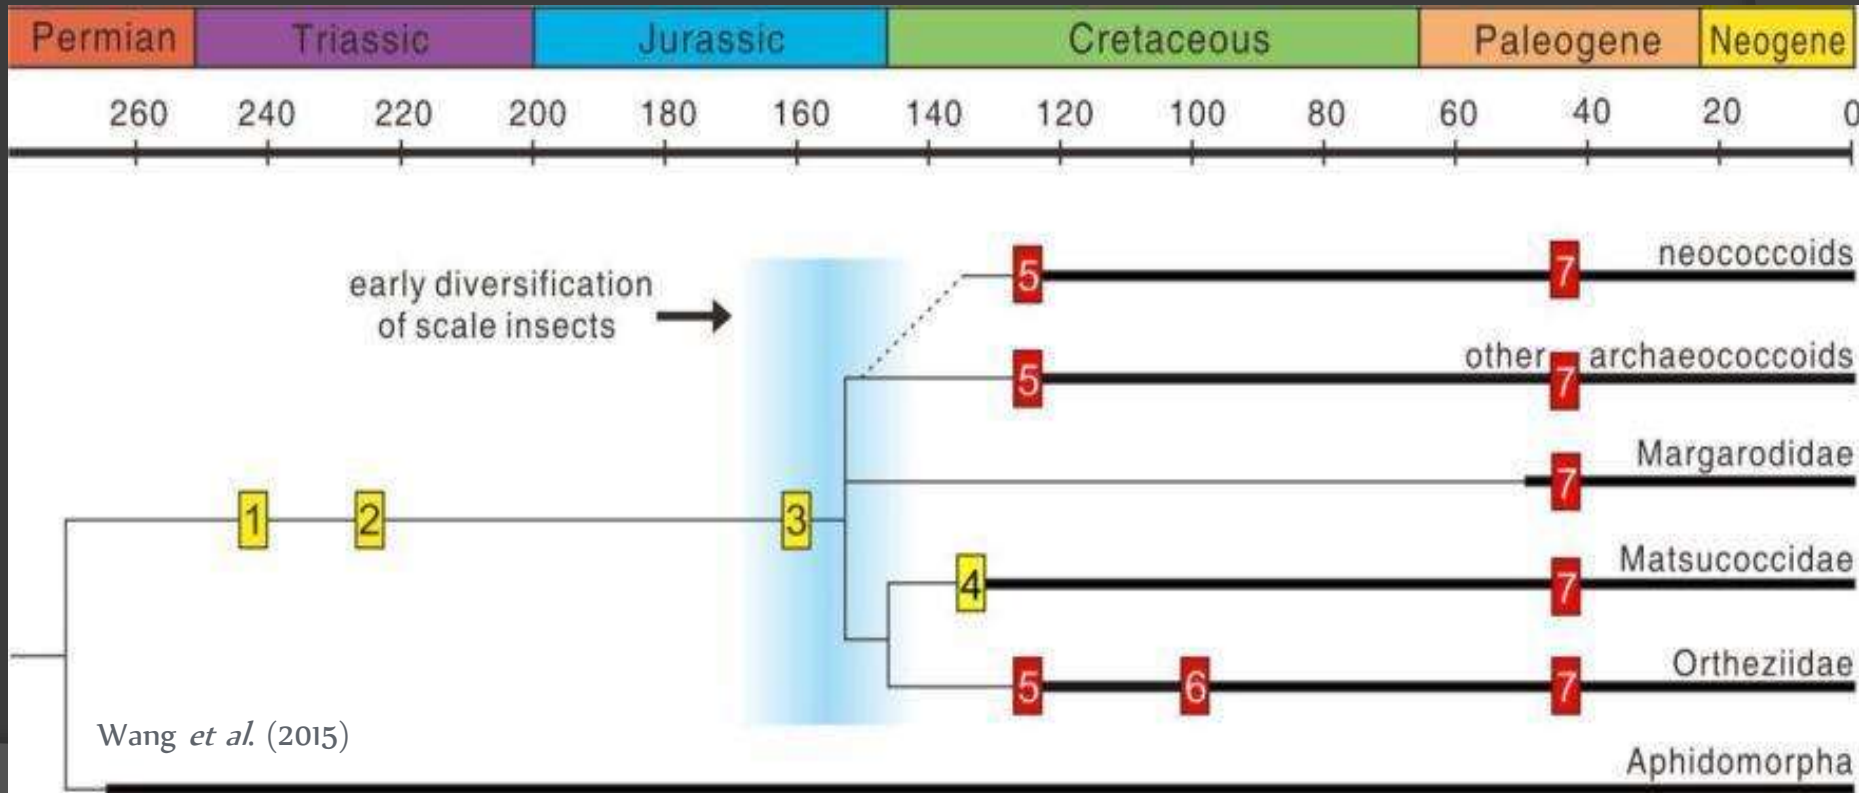 Permian Triassic Jurassic Cretaceous Paleogene Neogene
260 240 220 200 180 160 140 120 100 80 60 40 20 0
neococcoids
5 7
early diversification
of scale insects
other archaeococcoids
5 7
Margarodidae
7
1 2 3
Matsucoccidae
4 7
Ortheziidae
5 6 7
Wang et al. (2015)
Aphidomorpha